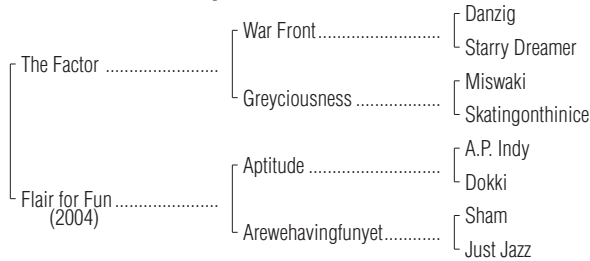 Danzig
War Front
Starry Dreamer
The Factor
Miswaki
Greyciousness
Skatingonthinice
A.P. Indy
Aptitude
Dokki
Flair for Fun
(2004)
Sham
Arewehavingfunyet
Just Jazz